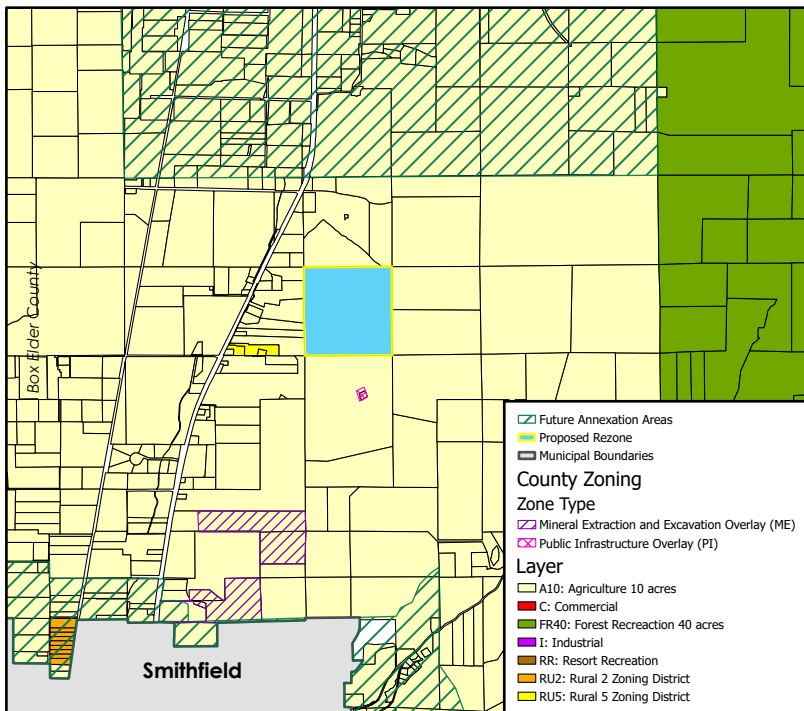 Box Elder County
Smithfield
Future Annexation Areas
Proposed Rezone
Municipal Boundaries
County Zoning
Zone Type
Mineral Extraction and Excavation Overlay (ME)
Public Infrastructure Overlay (PI)
Layer
A10: Agriculture 10 acres
C: Commercial
FR40: Forest Recreaction 40 acres
I: Industrial
RR: Resort Recreation
RU2: Rural 2 Zoning District
RU5: Rural 5 Zoning District